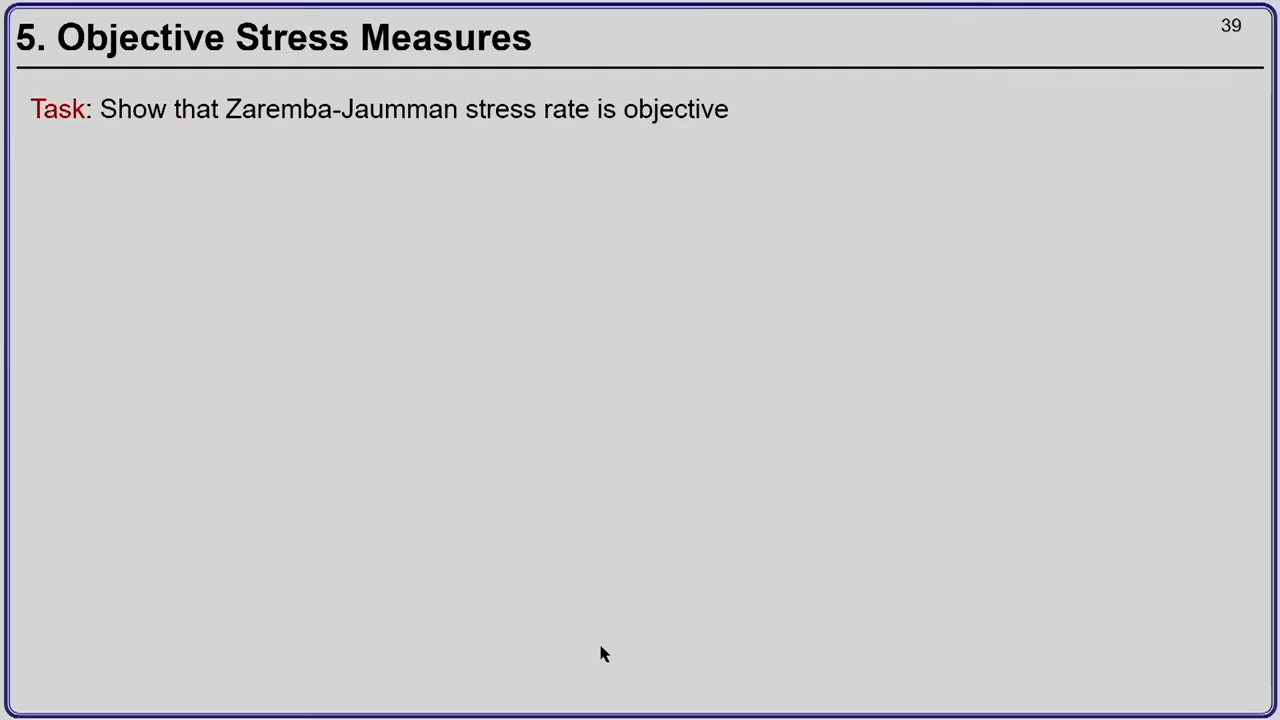 5. Objective Stress Measures
39
Task: Show that Zaremba-Jaumman stress rate is objective